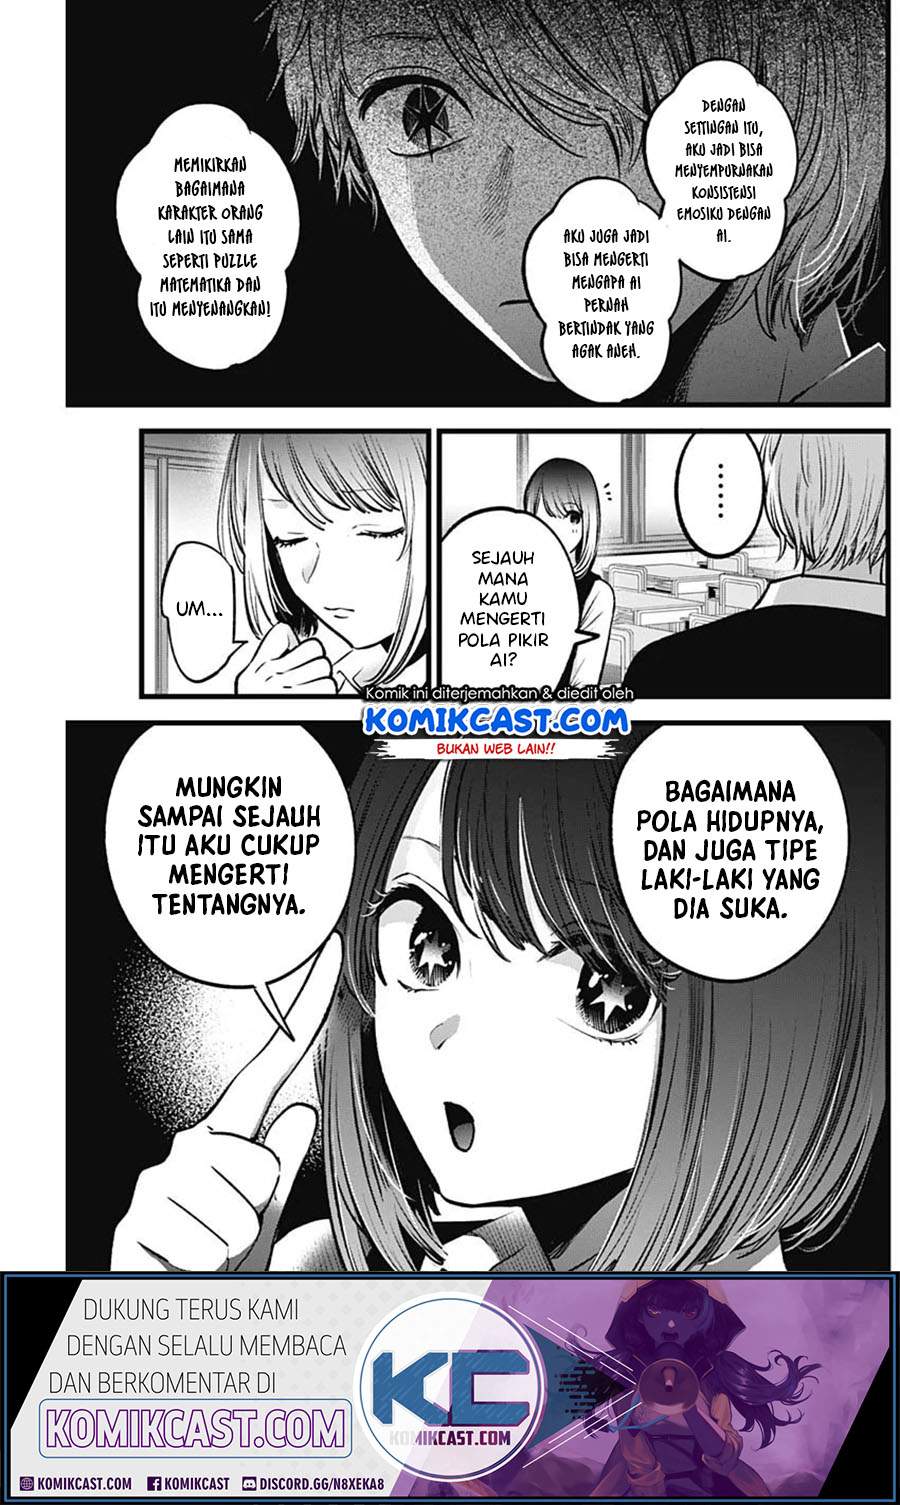 DENGAN
SETTINGAN ITU,
AKU JADI BISA
MENYEMPURNAKAN
KONSISTENSI
EMOSIKU DENGAN
AI.
AKU JUGA JADI
BISA MENGERTI
MENGAPA AI
PERNAH
BERTINDAK YANG
AGAK ANEH.
MEMIKIRKAN
BAGAIMANA
KARAKTER ORANG
LAIN ITU SAMA
SEPERTI PUZZLE
MATEMATIKA DAN
ITU MENYENANGKAN!
SEJAUH
MANA
KAMU
MENGERTI
POLA PIKIR
AI?
UM...
Komik ini diterjemahkan & diedit oleh
KOMIKCAST.COM
BUKAN WEB LAIN!!
BAGAIMANA
POLA HIDUPNYA,
DAN JUGA TIPE
LAKI-LAKI YANG
DIA SUKA.
MUNGKIN
SAMPAI SEJAUH
ITU AKU CUKUP
MENGERTI
TENTANGNYA.
DUKUNG TERUS KAMI
DENGAN SELALU MEMBACA
DAN BERKOMENTAR DI
KOMIKCAST.COM
KOMIKCAST.COM KOMIKCAST DISCORD.GG/N8XEKA8
KC
KOMIKCAST.COM